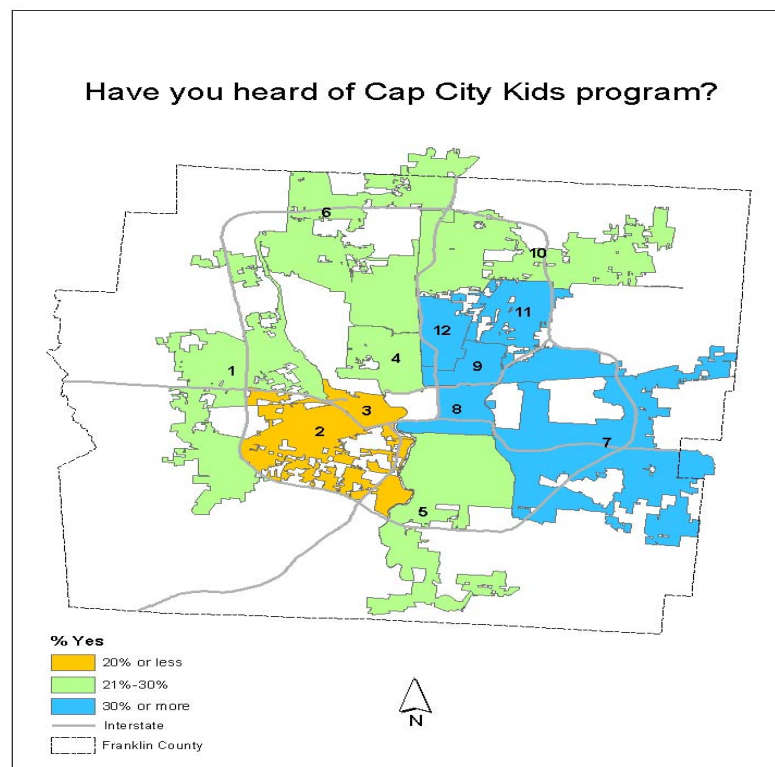 Have you heard of Cap City Kids program?
6
10
11
12
4
9
1
3
8
2
7
5
% Yes
20% or less
21%-30%
30% or more
Interstate
Franklin County
N